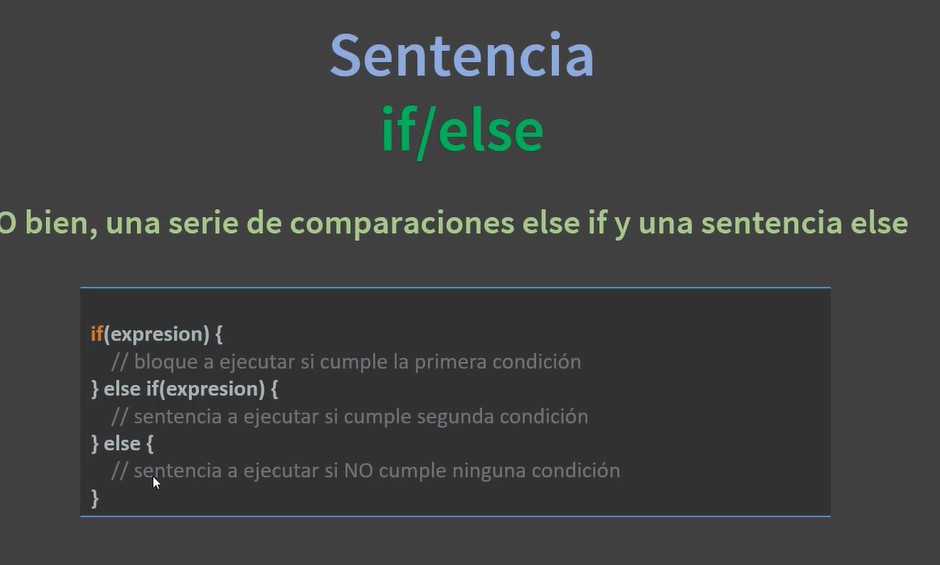 Sentencia
if/else
O bien, una serie de comparaciones else if y una sentencia else
if(expresion) {
// bloque a ejecutar si cumple la primera condición
} else if(expresion) {
// sentencia a ejecutar si cumple segunda condición
} else {
// sentencia a ejecutar si NO cumple ninguna condición
}